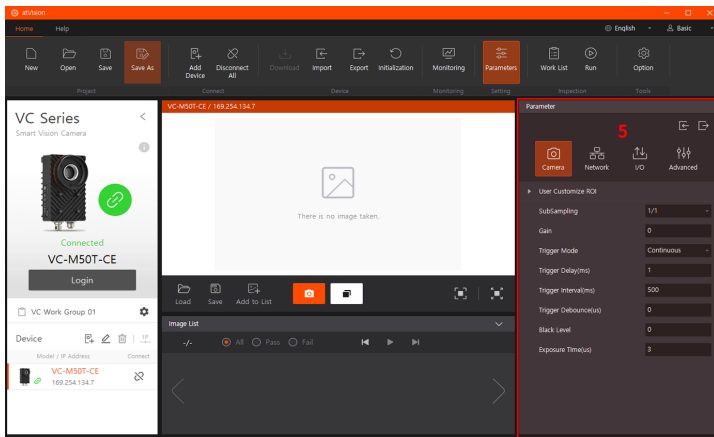 atVision
Home Help English Basic
New Open Save Save As Add Device Disconnect All Download Import Export Initialization Monitoring Parameters Work List Run Option
Project Connect Device Monitoring Setting Inspection Tools
VC Series
Smart Vision Camera
Connected
VC-M50T-CE
Login
VC Work Group 01
Device IP
Model / IP Address Connect
VC-M50T-CE
169.254.134.7
VC-M50T-CE / 169.254.134.7
There is no image taken.
Load Save Add to List
Image List
-/- All Pass Fail
Parameter
5
Camera Network I/O Advanced
User Customize ROI
SubSampling 1/1
Gain 0
Trigger Mode Continuous
Trigger Delay(ms) 1
Trigger Interval(ms) 500
Trigger Debounce(us) 0
Black Level 0
Exposure Time(us) 3